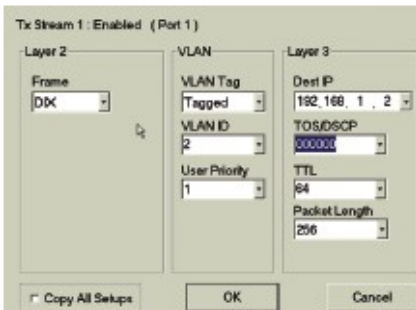 Tx Stream 1 : Enabled ( Port 1 )
Layer 2
Frame
DIX
VLAN
VLAN Tag
Tagged
VLAN ID
2
User Priority
1
Layer 3
Dest IP
192.168. 1 . 2
TOS/DSCP
000000
TTL
64
Packet Length
256
Copy All Setups
OK
Cancel